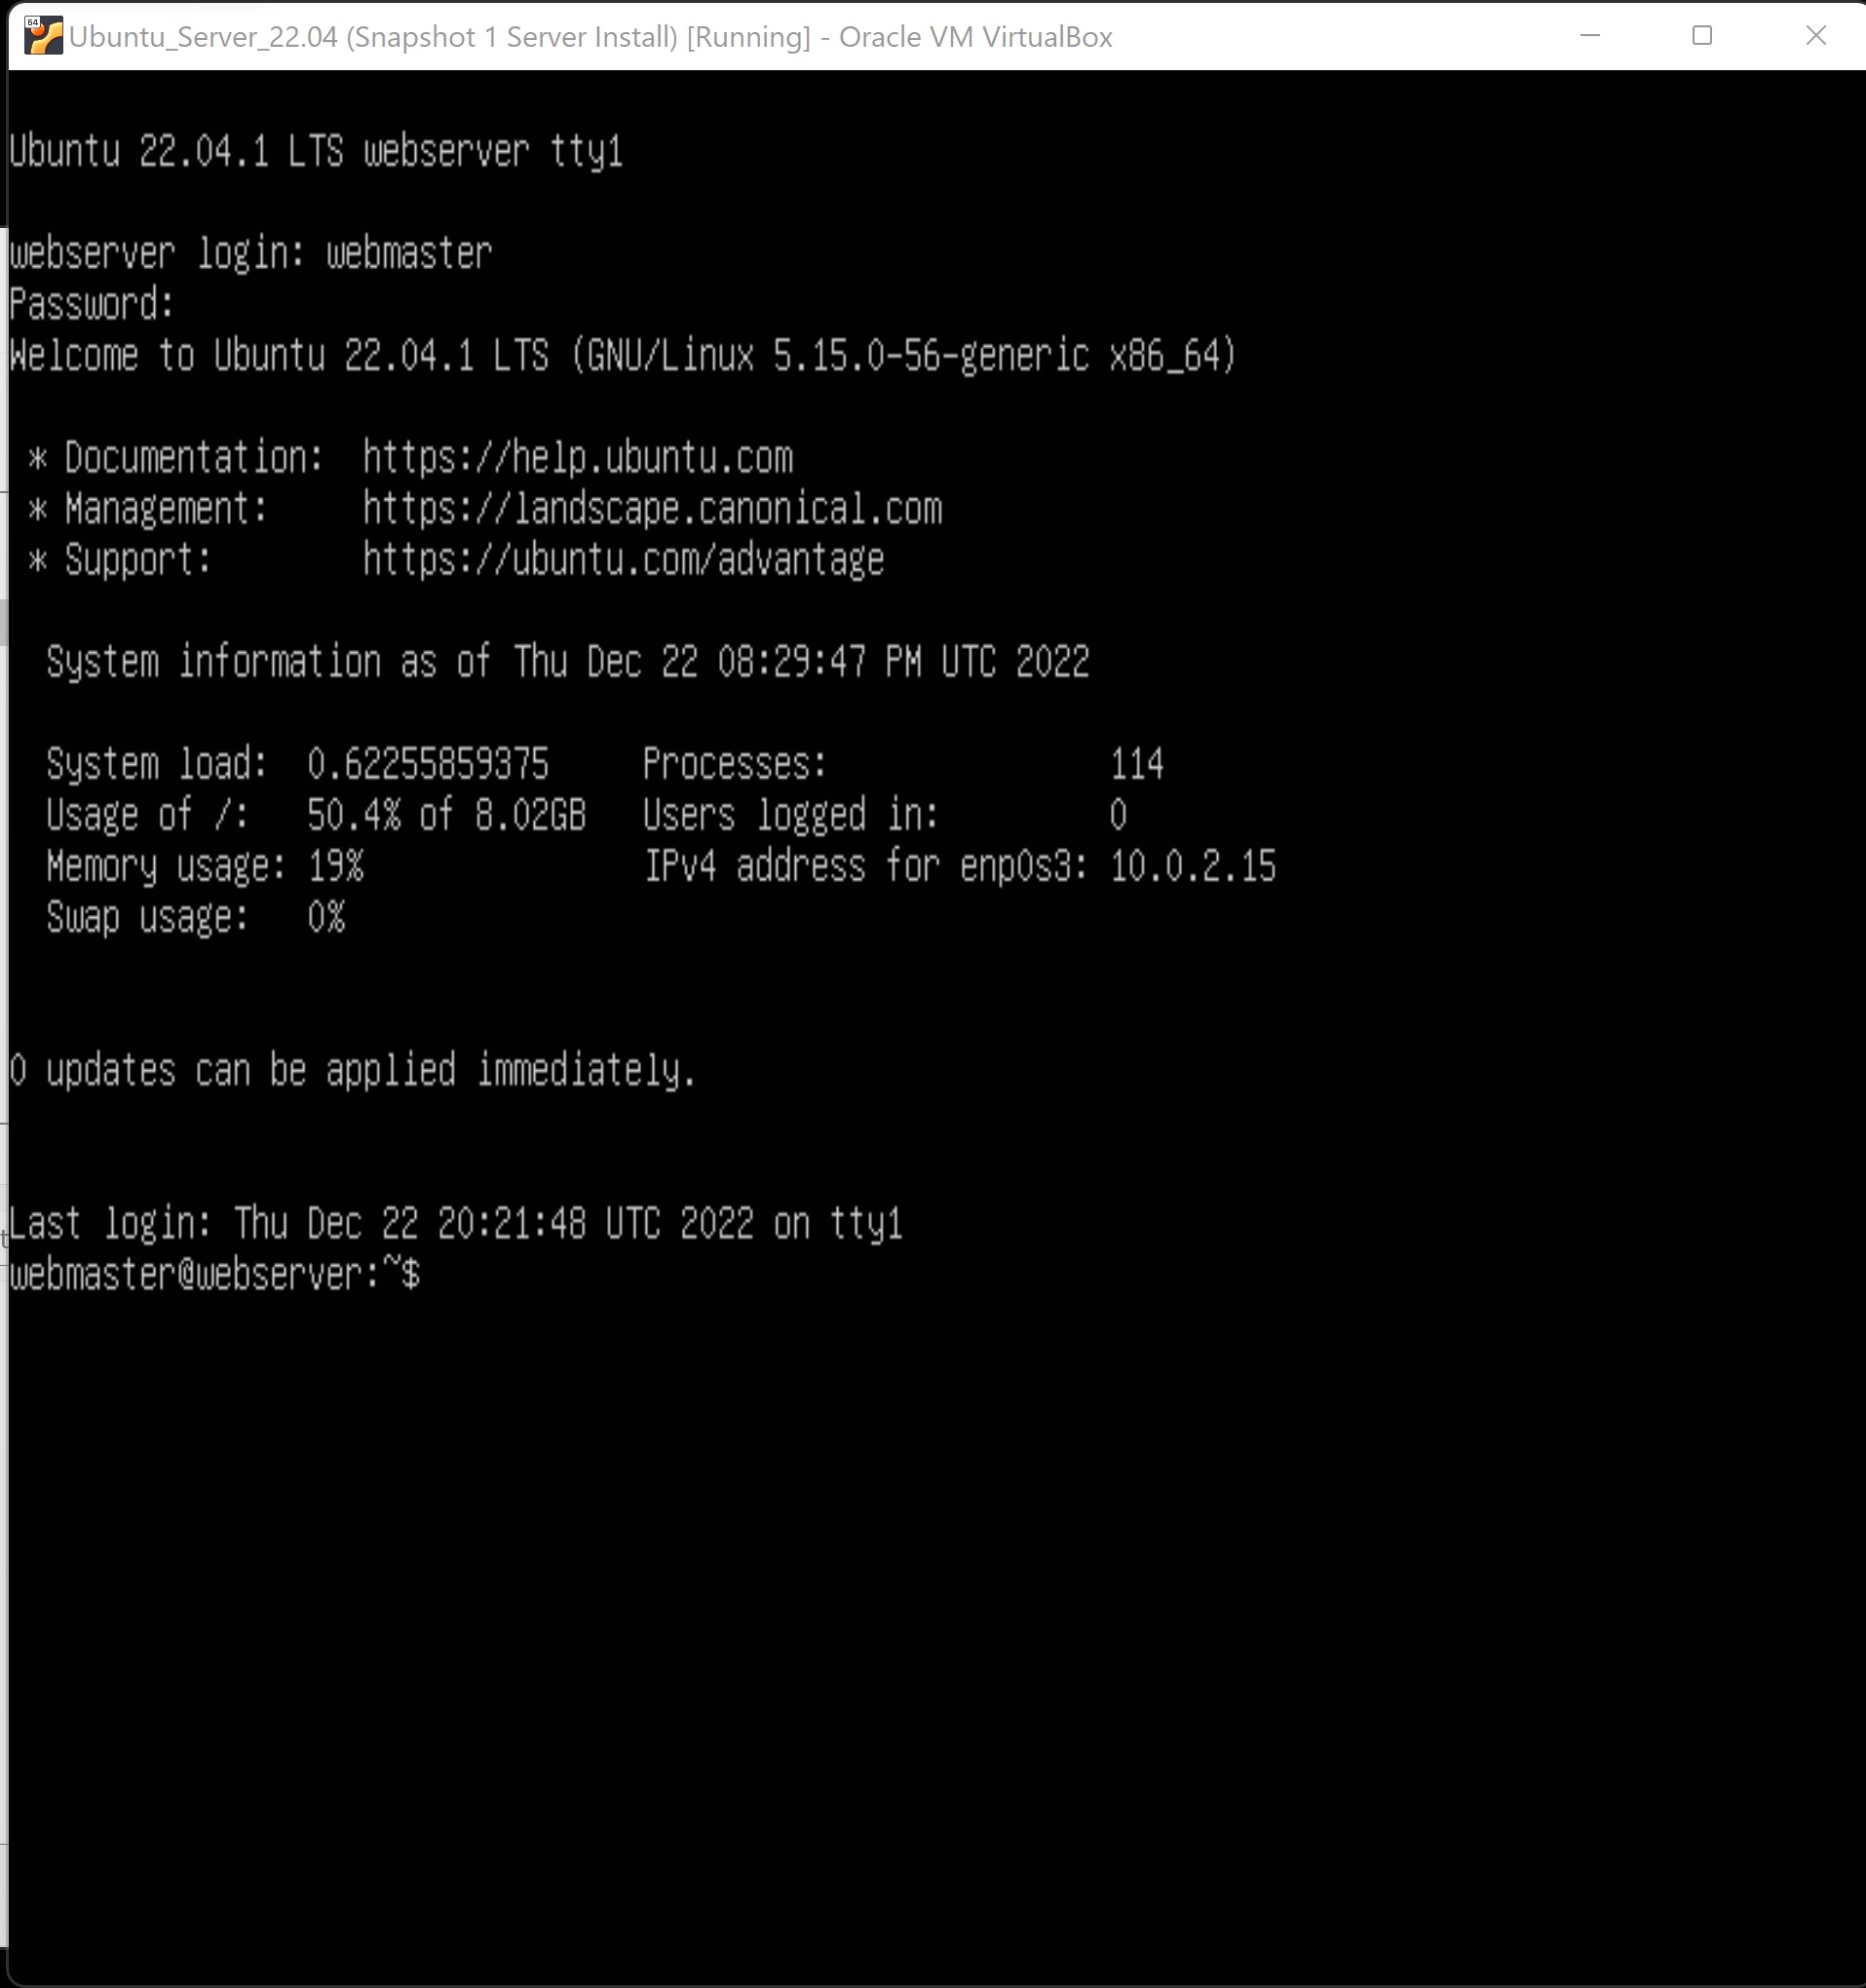 64
Ubuntu_Server_22.04 (Snapshot 1 Server Install) [Running] - Oracle VM VirtualBox
Ubuntu 22.04.1 LTS webserver tty1
webserver login: webmaster
Password:
Welcome to Ubuntu 22.04.1 LTS (GNU/Linux 5.15.0-56-generic x86_64)
* Documentation:  https://help.ubuntu.com
* Management:     https://landscape.canonical.com
* Support:        https://ubuntu.com/advantage
System information as of Thu Dec 22 08:29:47 PM UTC 2022
System load:  0.62255859375     Processes:               114
Usage of /:   50.4% of 8.02GB   Users logged in:         0
Memory usage: 19%               IPv4 address for enp0s3: 10.0.2.15
Swap usage:   0%
0 updates can be applied immediately.
Last login: Thu Dec 22 20:21:48 UTC 2022 on tty1
webmaster@webserver:~$